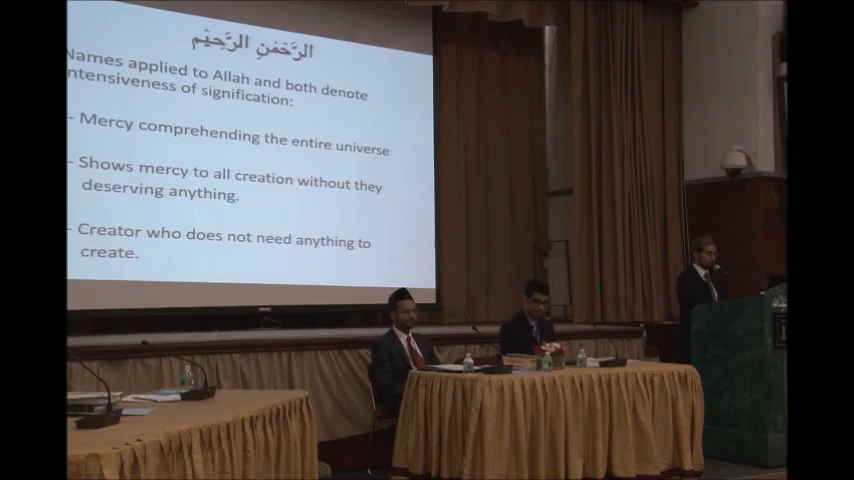 الرَّحْمٰنِ الرَّحِيْمِ
Names applied to Allah and both denote
intensiveness of signification:
- Mercy comprehending the entire universe
- Shows mercy to all creation without they
deserving anything.
- Creator who does not need anything to
create.